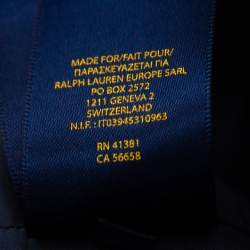 MADE FOR/FAIT POUR/
ΠΑΡΑΣΚΕΥΑΖΕΤΑΙ ΓΙΑ
RALPH LAUREN EUROPE SARL
PO BOX 2572
1211 GENEVA 2
SWITZERLAND
N.I.F. : IT03945310963
RN 41381
CA 56658